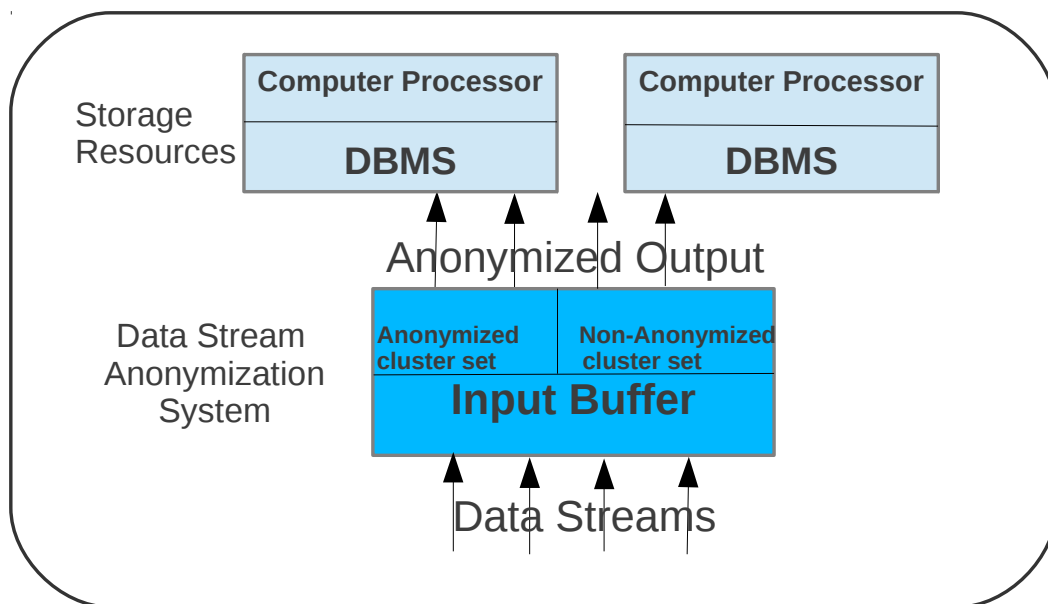 Computer Processor
Computer Processor
Storage
Resources
DBMS
DBMS
Anonymized Output
Data Stream
Anonymization
System
Anonymized
cluster set
Non-Anonymized
cluster set
Input Buffer
Data Streams